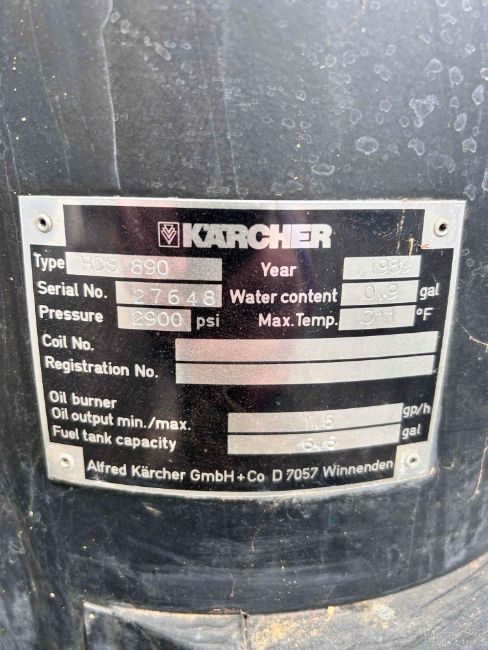 KÄRCHER
Type HDS 890 Year
Serial No. 27648 Water content 0.9 gal
Pressure 2900 psi Max.Temp. 311 °F
Coil No.
Registration No.
Oil burner
Oil output min./max. 1.6 gp/h
Fuel tank capacity 6.6 gal
Alfred Kärcher GmbH+Co D 7057 Winnenden